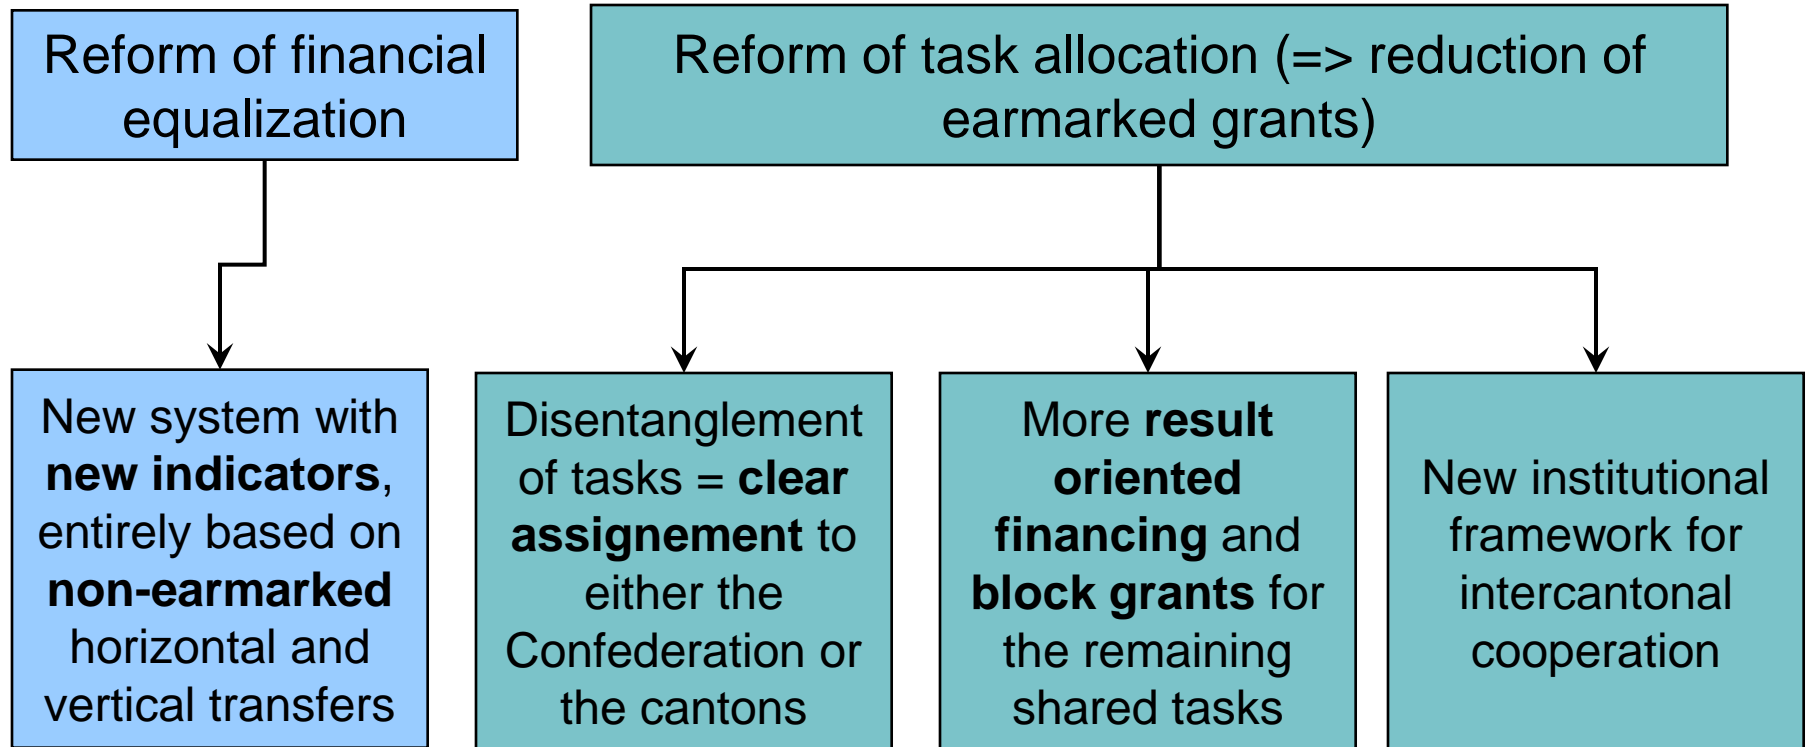 Reform of financial
equalization
Reform of task allocation (=> reduction of
earmarked grants)
New system with
new indicators,
entirely based on
non-earmarked
horizontal and
vertical transfers
Disentanglement
of tasks = clear
assignement to
either the
Confederation or
the cantons
More result
oriented
financing and
block grants for
the remaining
shared tasks
New institutional
framework for
intercantonal
cooperation